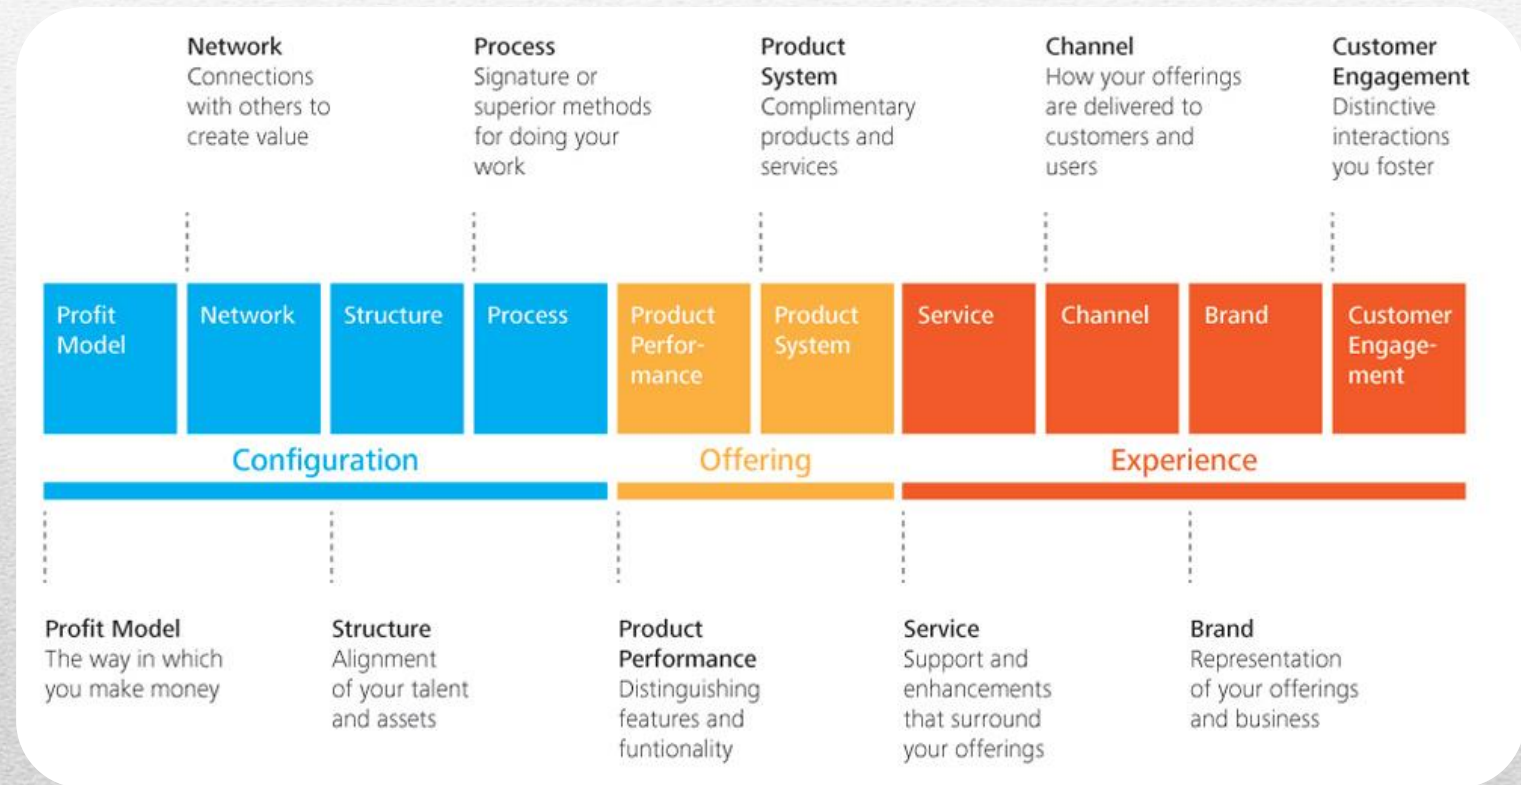 Network
Connections
with others to
create value
Process
Signature or
superior methods
for doing your
work
Product
System
Complimentary
products and
services
Channel
How your offerings
are delivered to
customers and
users
Customer
Engagement
Distinctive
interactions
you foster
Profit
Model
Network
Structure
Process
Product
Perfor-
mance
Product
System
Service
Channel
Brand
Customer
Engage-
ment
Configuration
Offering
Experience
Profit Model
The way in which
you make money
Structure
Alignment
of your talent
and assets
Product
Performance
Distinguishing
features and
funtionality
Service
Support and
enhancements
that surround
your offerings
Brand
Representation
of your offerings
and business